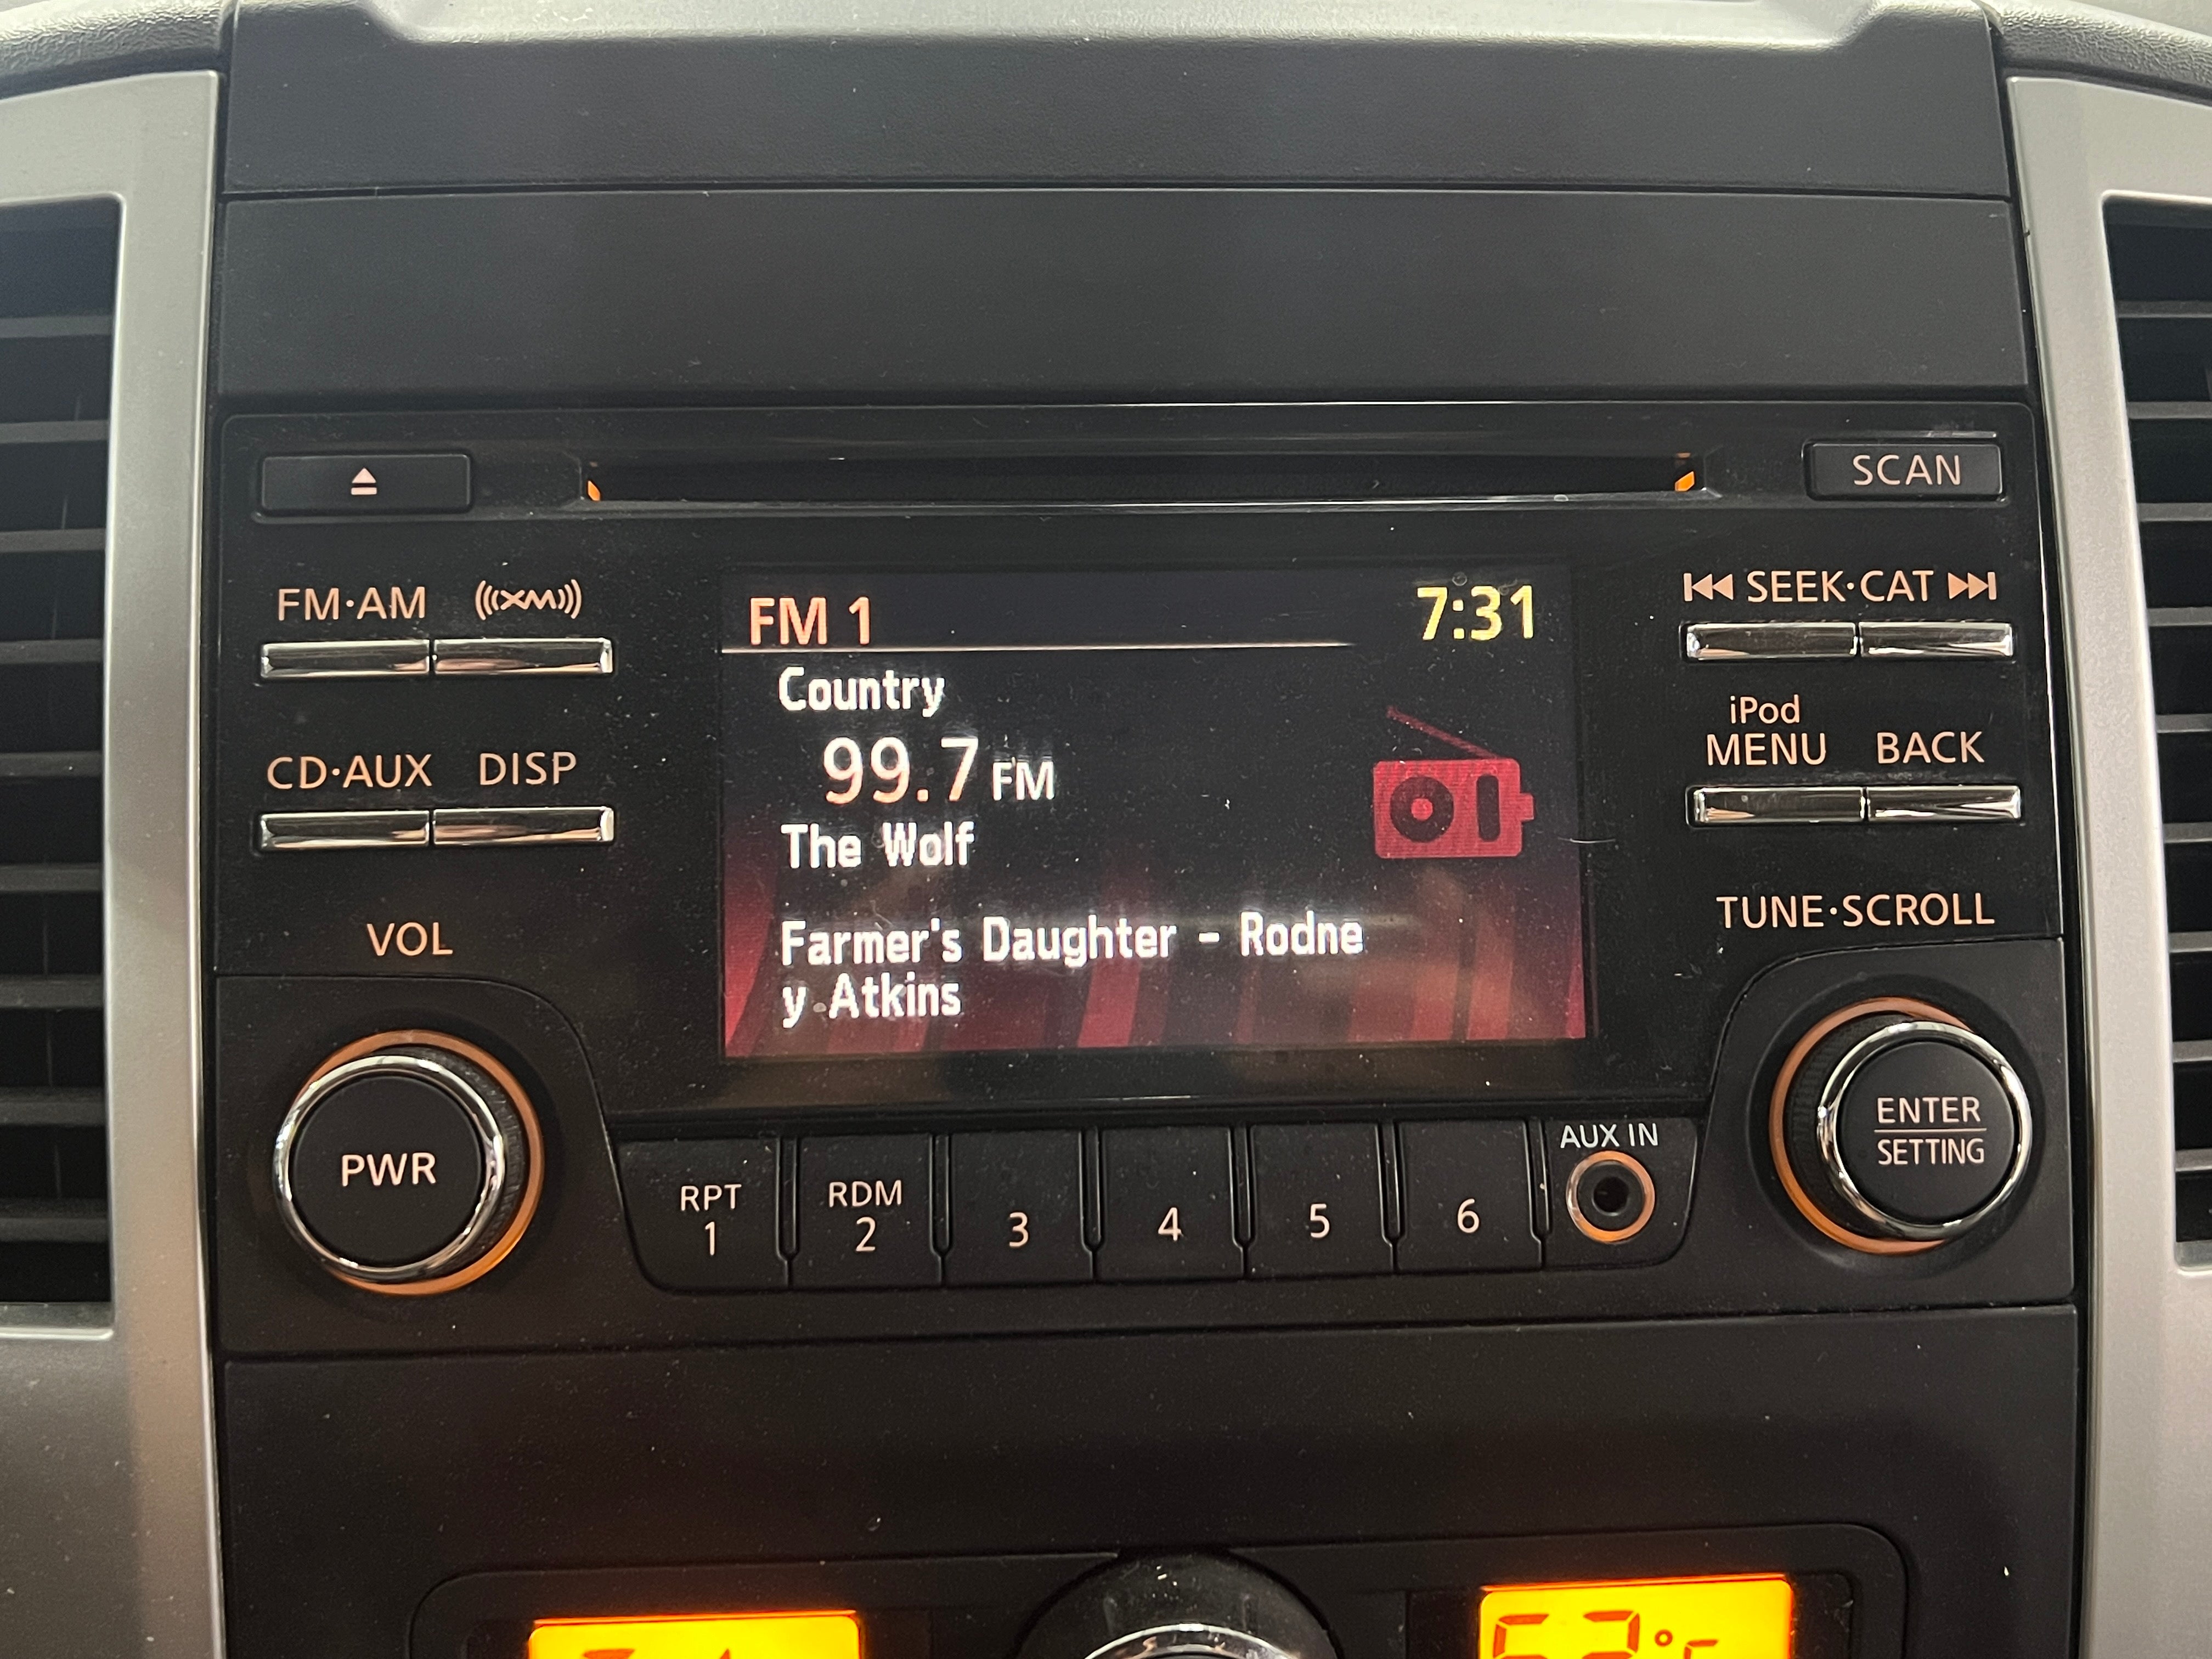 SCAN
FM·AM
((XM))
SEEK·CAT
FM 1
7:31
Country
99.7 FM
The Wolf
Farmer's Daughter - Rodne
y Atkins
iPod
MENU
BACK
CD·AUX
DISP
VOL
TUNE·SCROLL
PWR
ENTER
SETTING
RPT
1
RDM
2
3
4
5
6
AUX IN